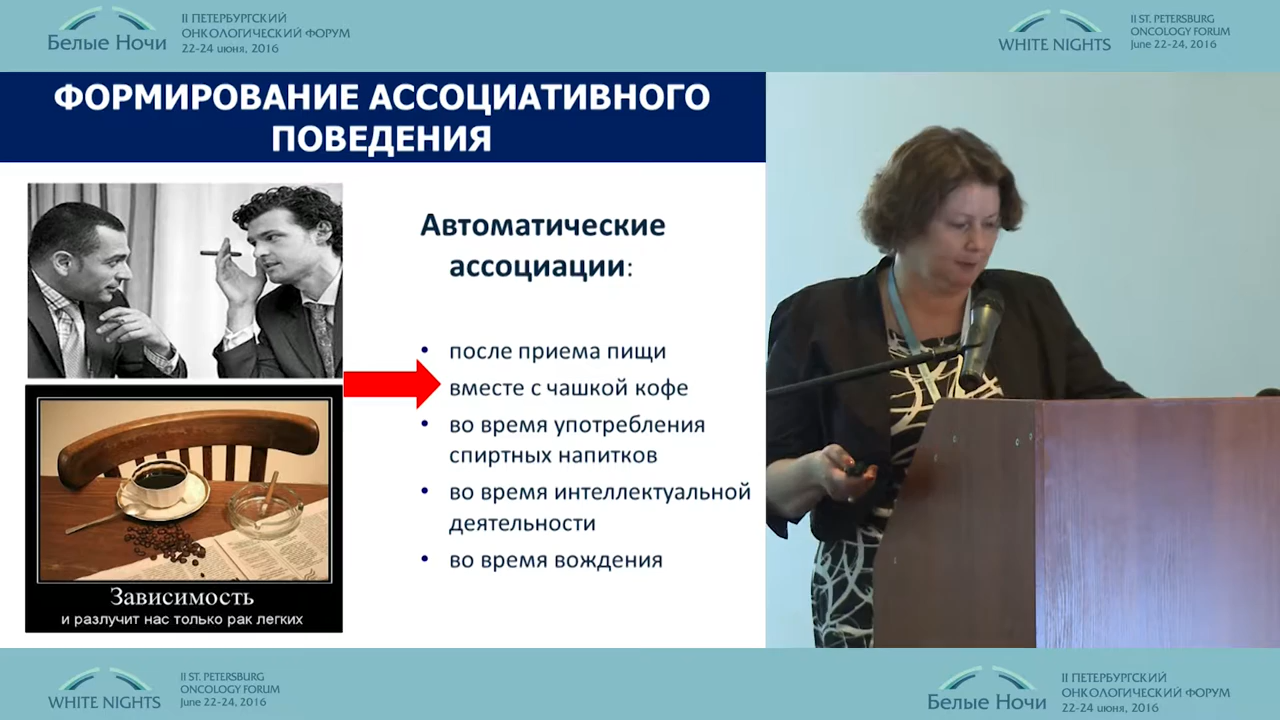 Белые Ночи
II ПЕТЕРБУРГСКИЙ
ОНКОЛОГИЧЕСКИЙ ФОРУМ
22-24 июня, 2016
WHITE NIGHTS
II ST. PETERSBURG
ONCOLOGY FORUM
June 22-24, 2016
ФОРМИРОВАНИЕ АССОЦИАТИВНОГО
ПОВЕДЕНИЯ
Автоматические
ассоциации:
• после приема пищи
вместе с чашкой кофе
• во время употребления
спиртных напитков
• во время интеллектуальной
деятельности
• во время вождения
Зависимость
и разлучит нас только рак легких
WHITE NIGHTS
II ST. PETERSBURG
ONCOLOGY FORUM
June 22-24, 2016
Белые Ночи
II ПЕТЕРБУРГСКИЙ
ОНКОЛОГИЧЕСКИЙ ФОРУМ
22-24 июня, 2016